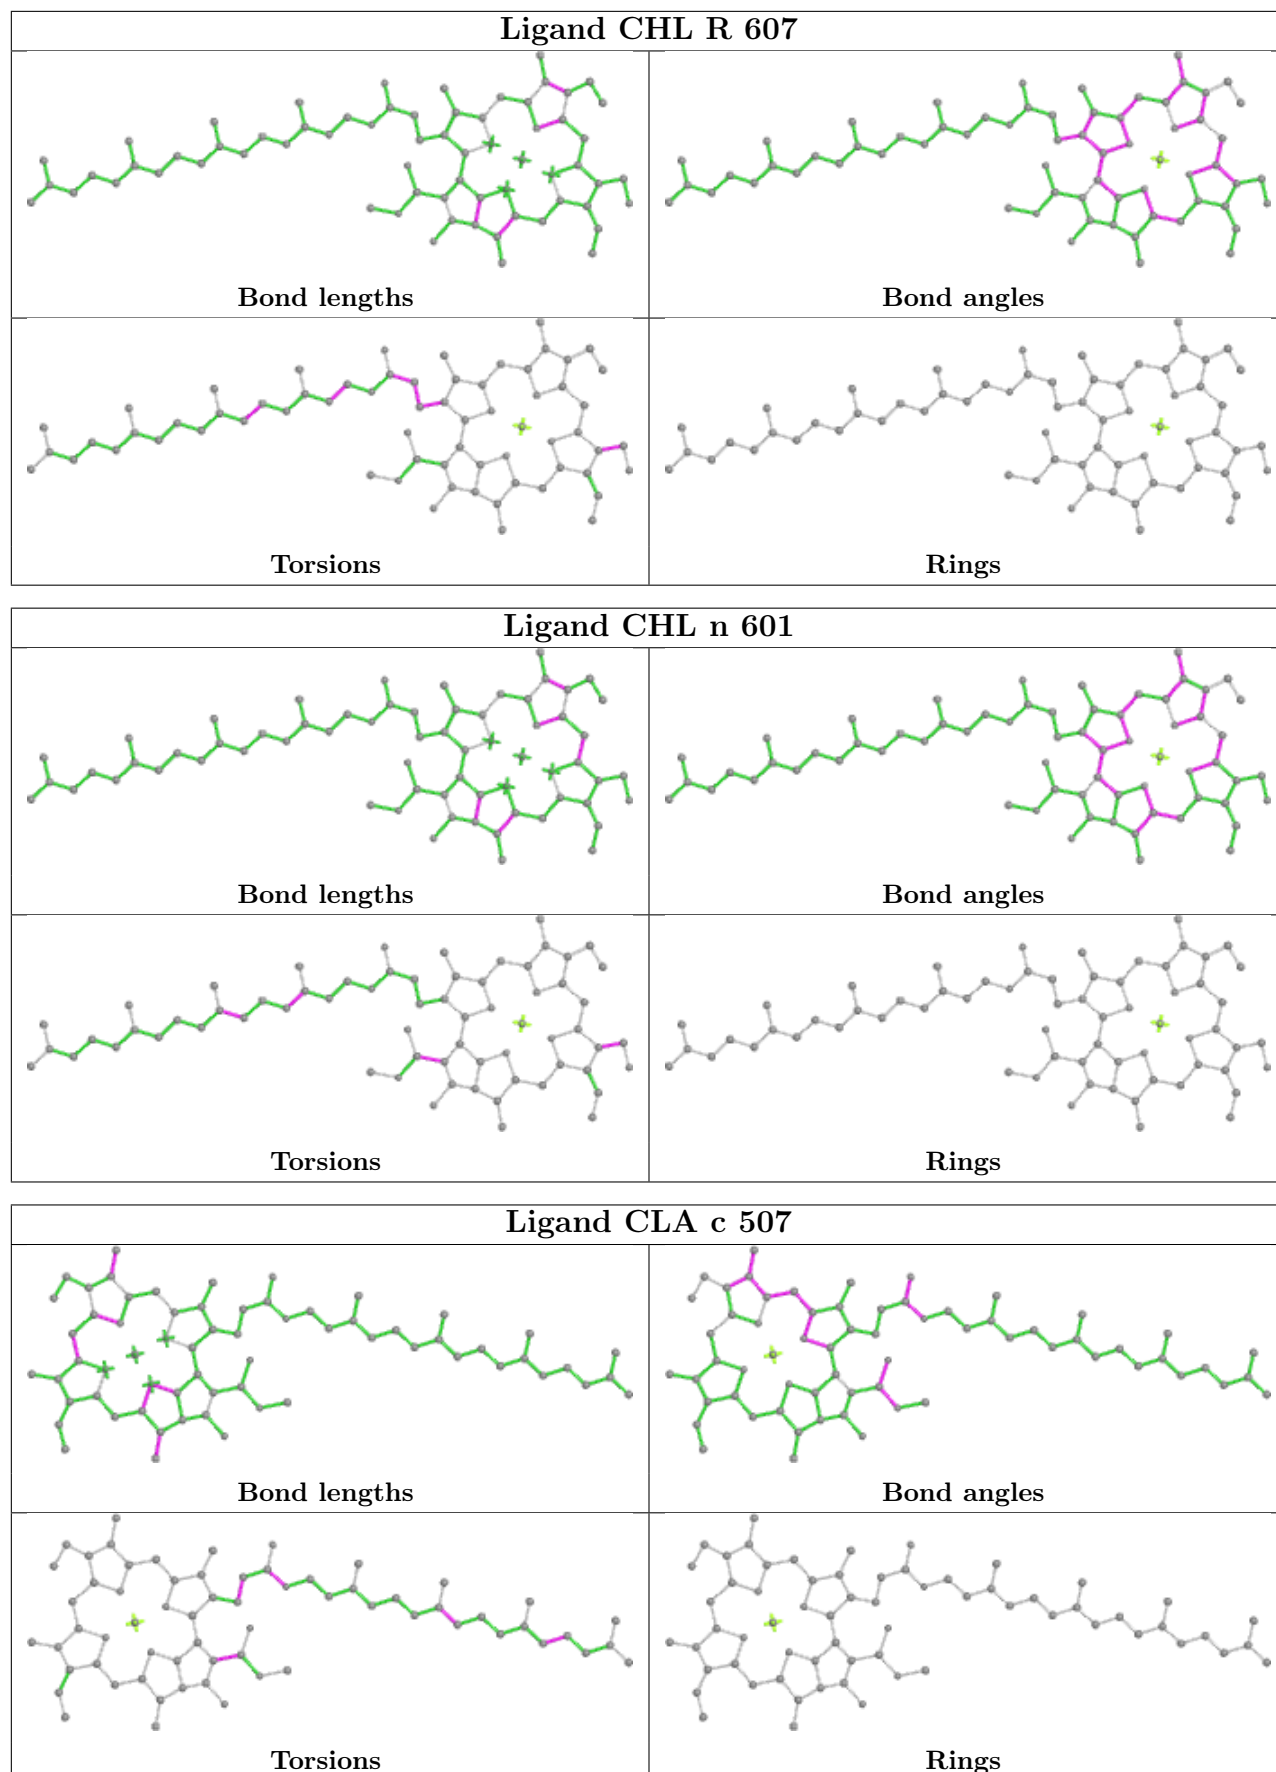 Ligand CHL R 607
Bond lengths
Bond angles
Torsions
Rings
Ligand CHL n 601
Bond lengths
Bond angles
Torsions
Rings
Ligand CLA c 507
Bond lengths
Bond angles
Torsions
Rings